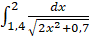 ∫_{1,4}^{2} dx / √(2x²+0,7)